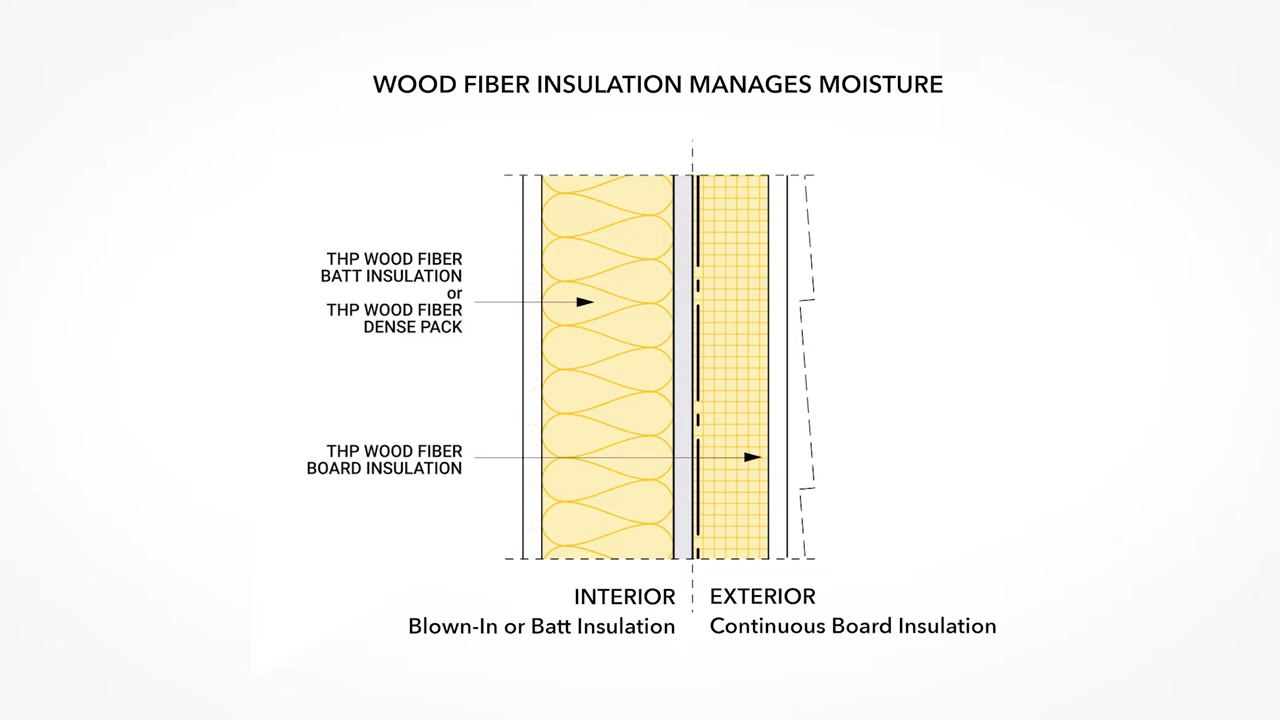 WOOD FIBER INSULATION MANAGES MOISTURE
THP WOOD FIBER
BATT INSULATION
or
THP WOOD FIBER
DENSE PACK
THP WOOD FIBER
BOARD INSULATION
INTERIOR
Blown-In or Batt Insulation
EXTERIOR
Continuous Board Insulation